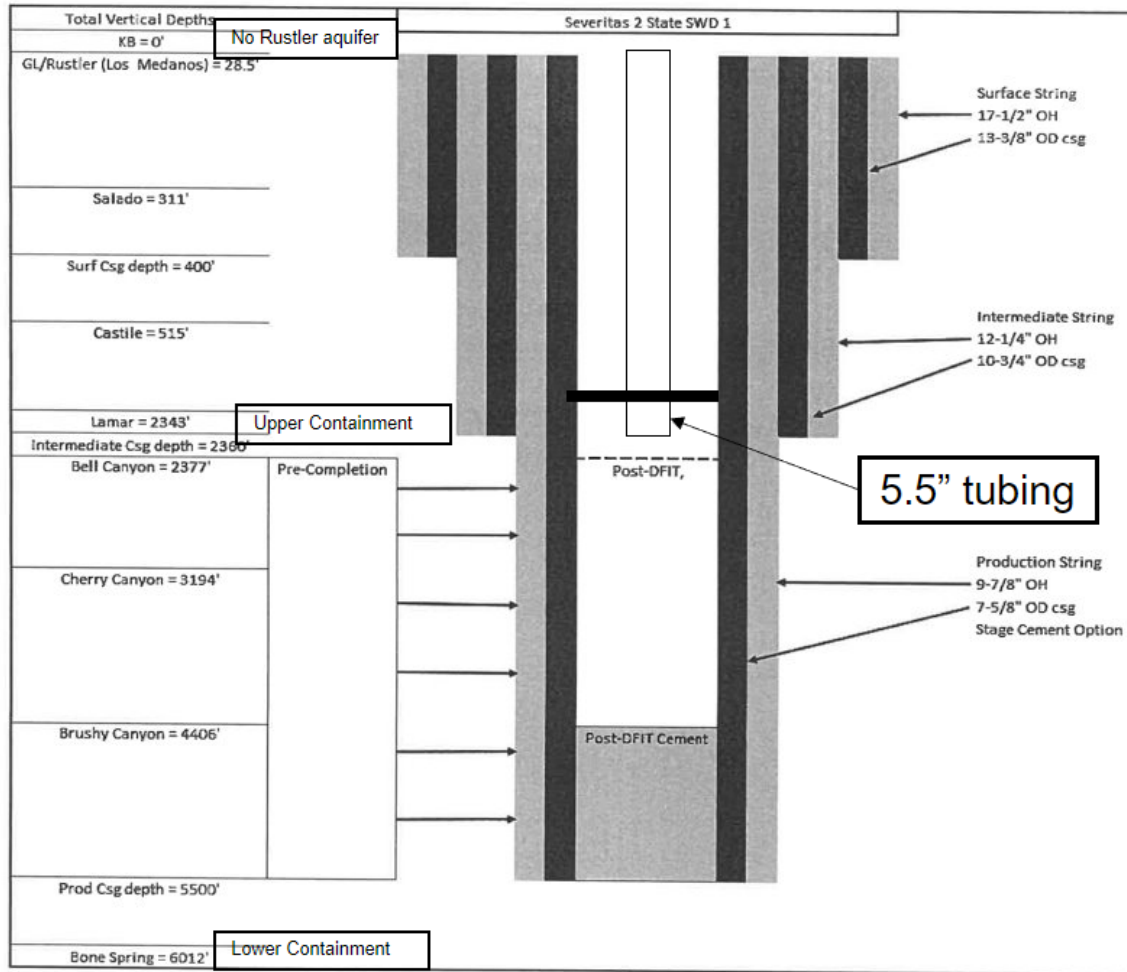 Total Vertical Depths
Severitas 2 State SWD 1
KB = 0'
No Rustler aquifer
GL/Rustler (Los Medanos) = 28.5'
Surface String
17-1/2" OH
13-3/8" OD csg
Salado = 311'
Surf Csg depth = 400'
Castile = 515'
Intermediate String
12-1/4" OH
10-3/4" OD csg
Lamar = 2343'
Upper Containment
Intermediate Csg depth = 2360'
Bell Canyon = 2377'
Pre-Completion
Post-DFIT,
5.5” tubing
Cherry Canyon = 3194'
Production String
9-7/8" OH
7-5/8" OD csg
Stage Cement Option
Brushy Canyon = 4406'
Post-DFIT Cement
Prod Csg depth = 5500'
Lower Containment
Bone Spring = 6012'